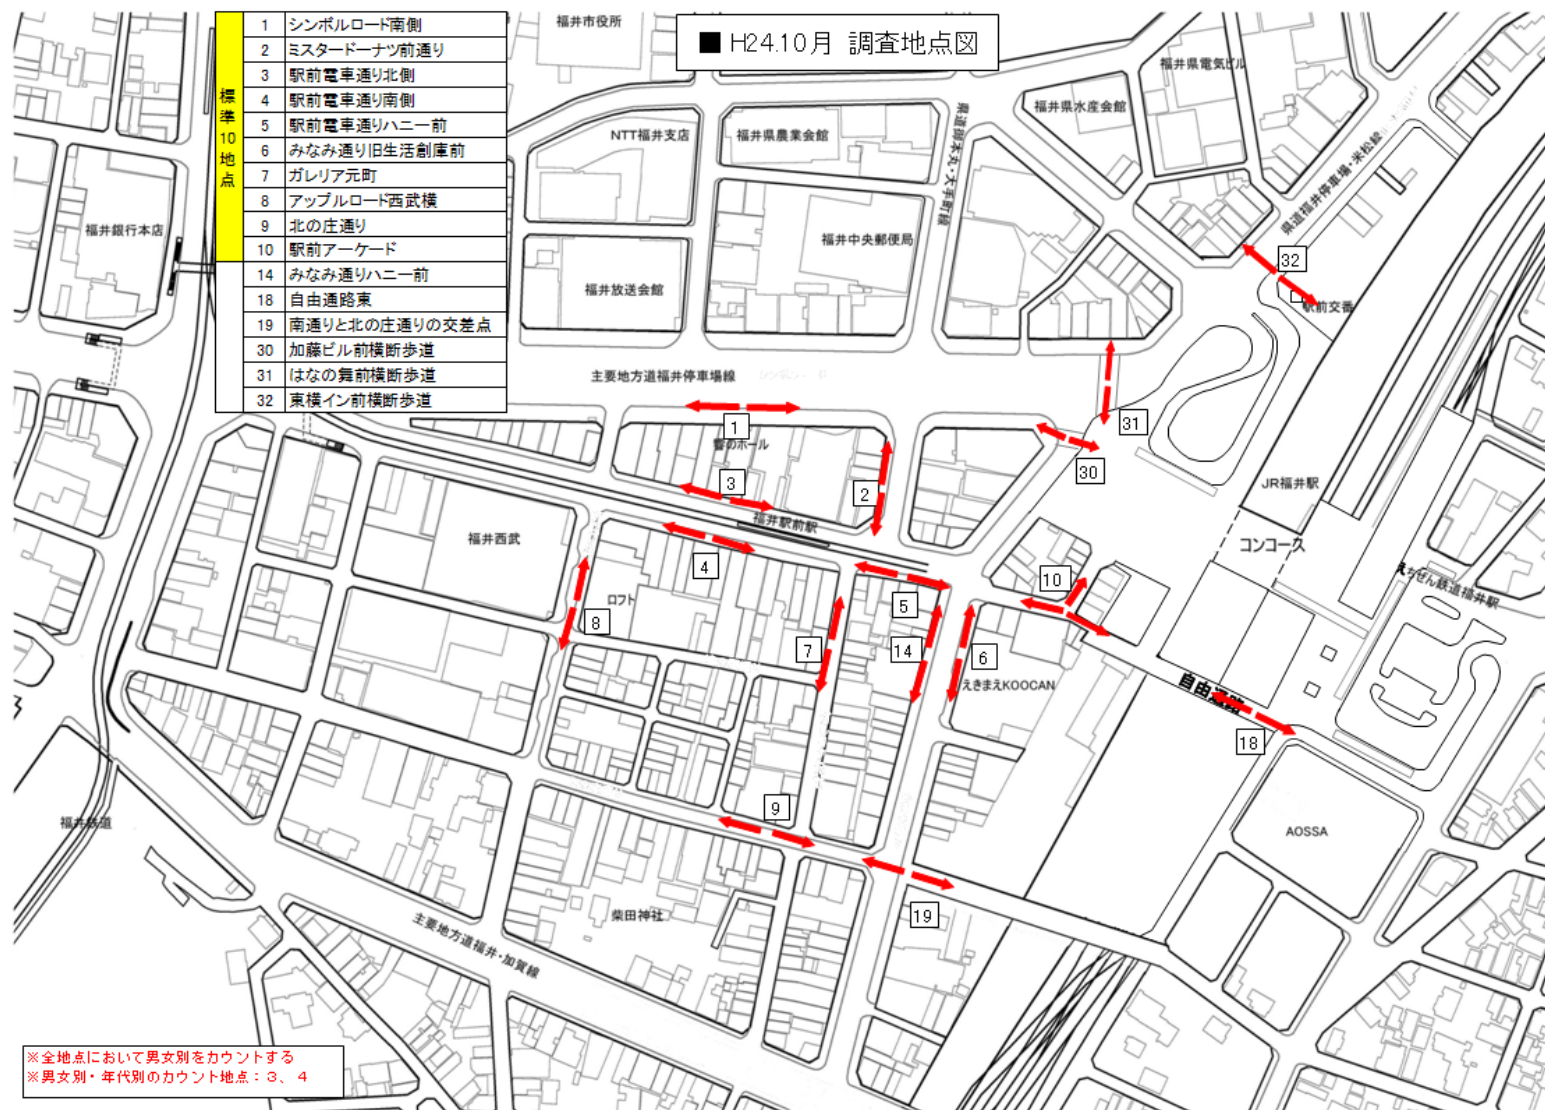 標準10地点
1 シンボルロード南側
2 ミスタードーナツ前通り
3 駅前電車通り北側
4 駅前電車通り南側
5 駅前電車通りハニー前
6 みなみ通り旧生活創庫前
7 ガレリア元町
8 アップルロード西武横
9 北の庄通り
10 駅前アーケード
14 みなみ通りハニー前
18 自由通路東
19 南通りと北の庄通りの交差点
30 加藤ビル前横断歩道
31 はなの舞前横断歩道
32 東横イン前横断歩道
■ H24.10月 調査地点図
福井市役所
福井県電気ビル
福井県水産会館
NTT福井支店
福井県農業会館
県道福井停車場・米松線
福井銀行本店
福井中央郵便局
福井放送会館
32
駅前交番
主要地方道福井停車場線
1
響のホール
31
30
3
2
JR福井駅
福井駅前駅
福井西武
コンコース
4
えちぜん鉄道福井駅
10
ロフト
5
8
7
14
6
えきまえKOOCAN
自由通路
18
9
福井鉄道
AOSSA
柴田神社
19
主要地方道福井・加賀線
※全地点において男女別をカウントする
※男女別・年代別のカウント地点：3、4